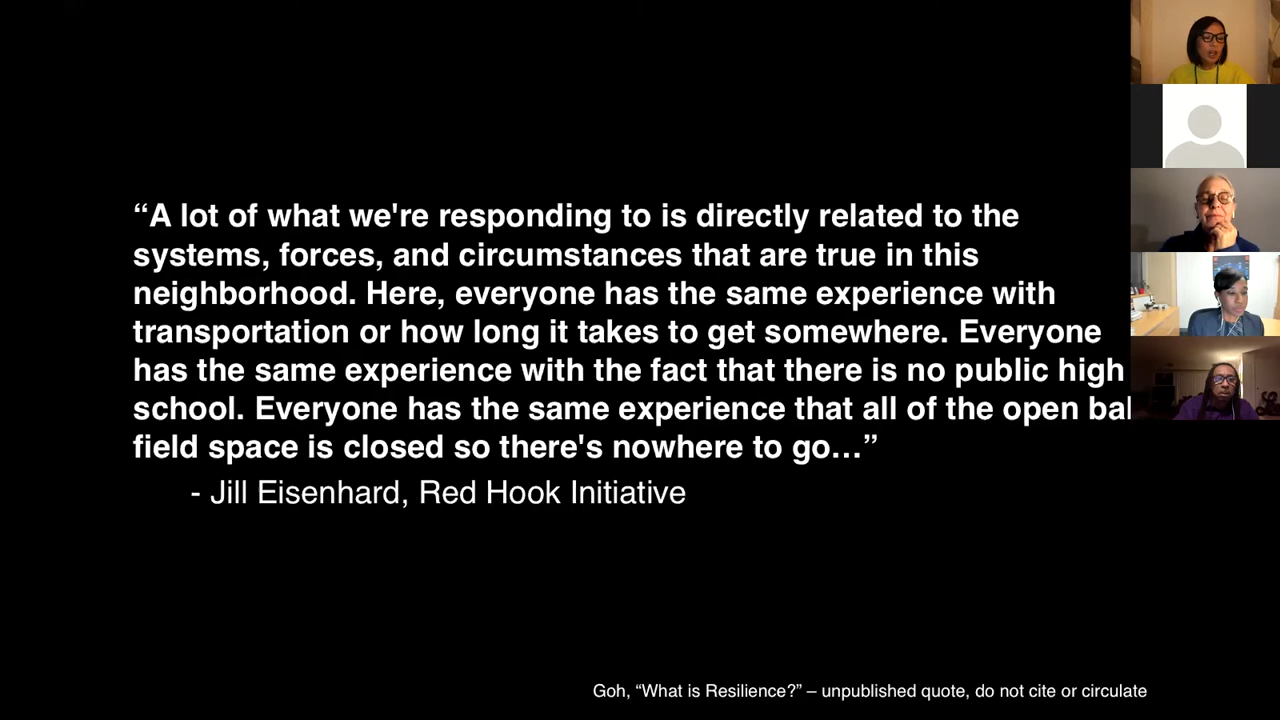 “A lot of what we're responding to is directly related to the
systems, forces, and circumstances that are true in this
neighborhood. Here, everyone has the same experience with
transportation or how long it takes to get somewhere. Everyone
has the same experience with the fact that there is no public high
school. Everyone has the same experience that all of the open bal
field space is closed so there's nowhere to go…”
- Jill Eisenhard, Red Hook Initiative
Goh, “What is Resilience?” – unpublished quote, do not cite or circulate